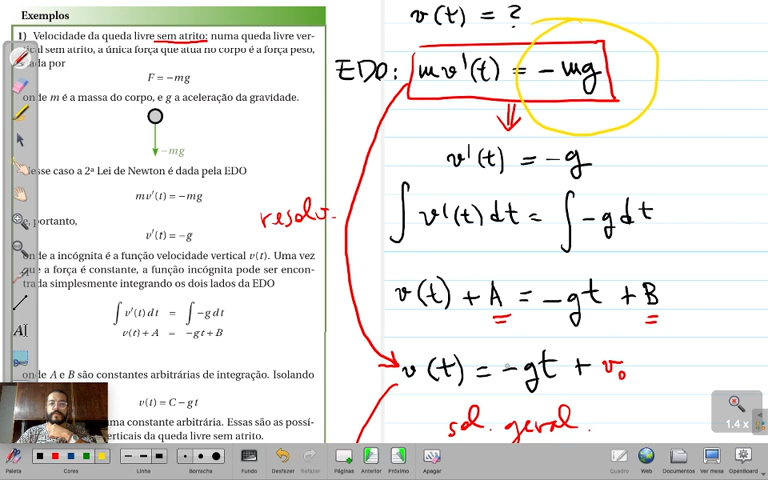 Exemplos
1) Velocidade da queda livre sem atrito: numa queda livre ver-
cal sem atrito, a única força que atua no corpo é a força peso,
ada por
F = −mg
onde m é a massa do corpo, e g a aceleração da gravidade.
−mg
esse caso a 2ª Lei de Newton é dada pela EDO
mv′(t) = −mg
e, portanto,
v′(t) = −g
onde a incógnita é a função velocidade vertical v(t). Uma vez
que a força é constante, a função incógnita pode ser encon-
trada simplesmente integrando os dois lados da EDO
∫ v′(t) dt = ∫ −g dt
v(t) + A = −gt + B
onde A e B são constantes arbitrárias de integração. Isolando
v(t) = C − gt
uma constante arbitrária. Essas são as possí-
verticais da queda livre sem atrito.
v(t) = ?
EDO: mv'(t) = −mg
⇓
v'(t) = −g
resolv.
∫ v'(t) dt = ∫ −g dt
v(t) + A = −gt + B
v(t) = −gt + v₀
sol. geral.
1.4 x
Paleta
Cores
Linha
Borracha
Fundo
Desfazer
Refazer
Páginas
Anterior
Próximo
Apagar
Quadro
Web
Documentos
Ver mesa
OpenBoard